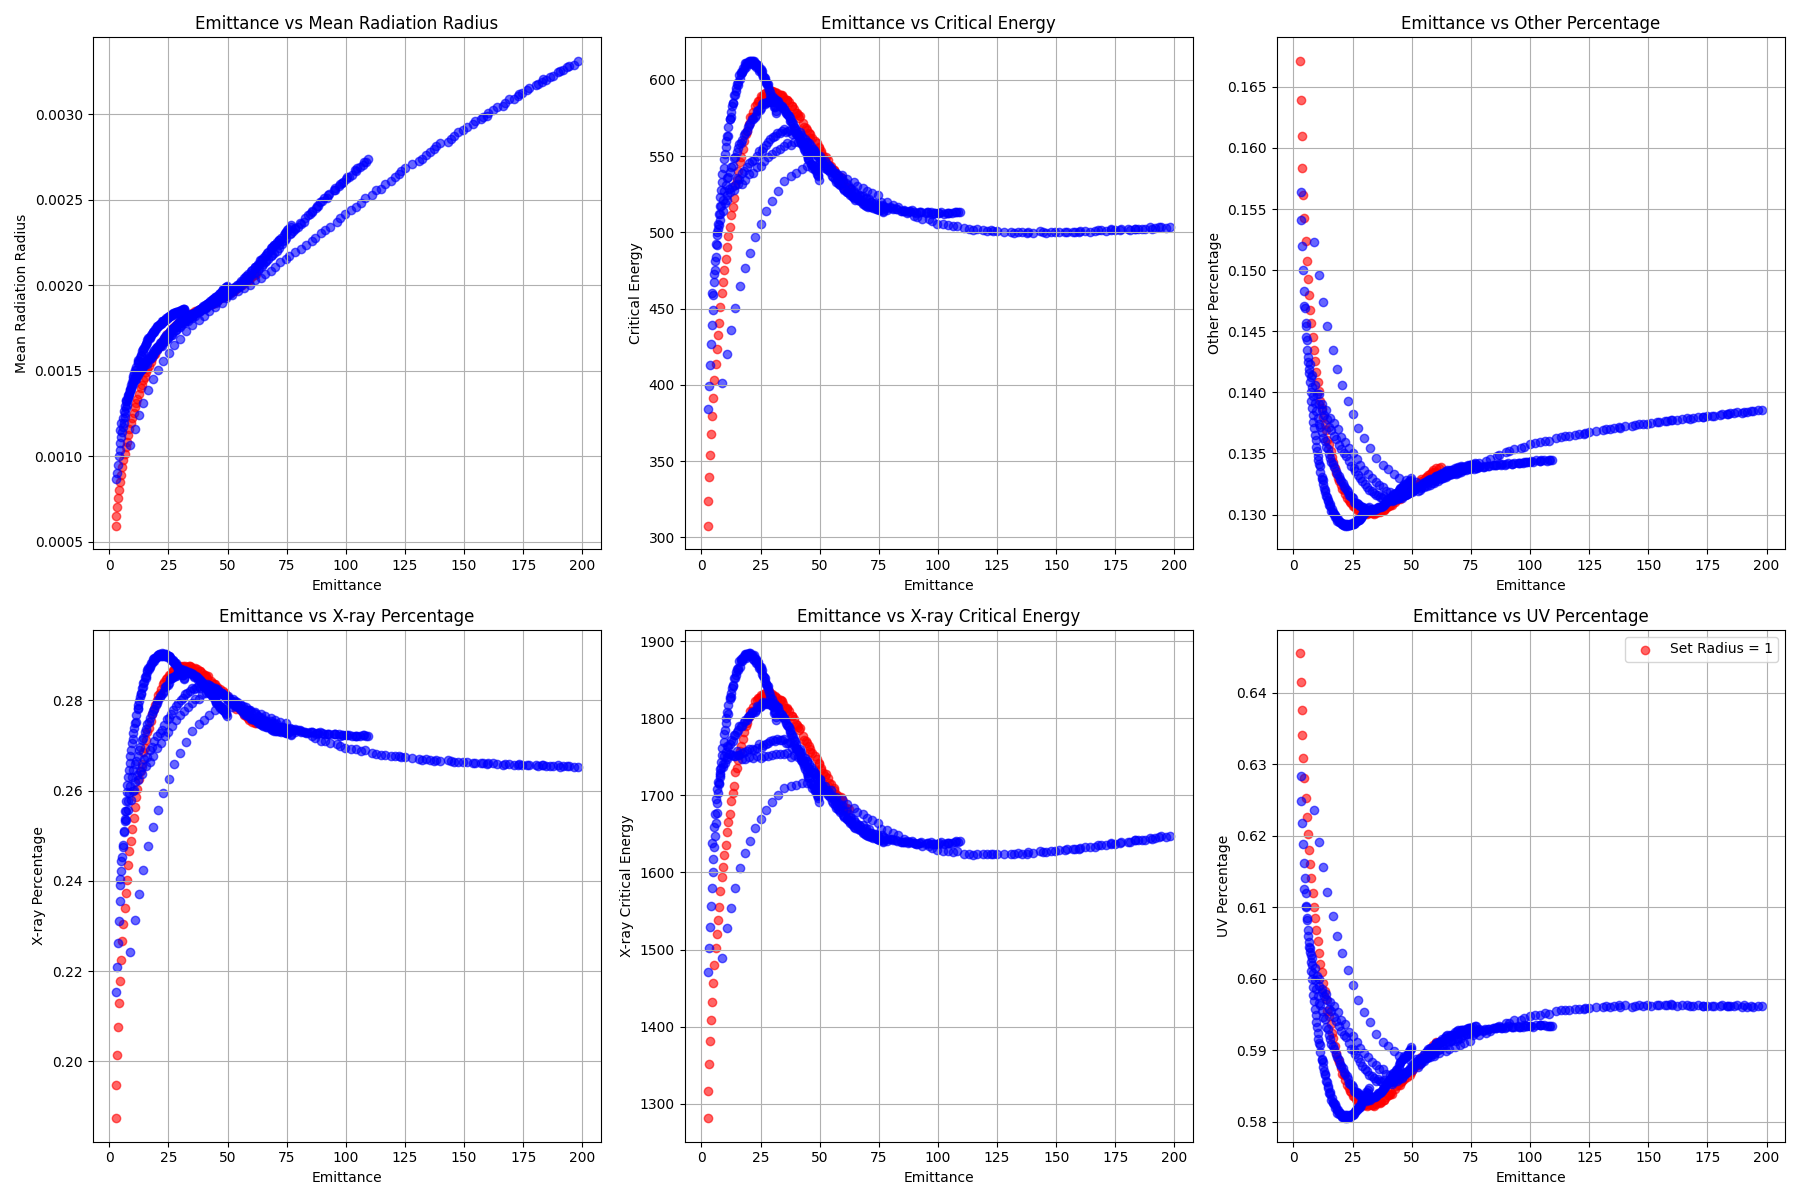 Emittance vs Mean Radiation Radius
Mean Radiation Radius
0.0030
0.0025
0.0020
0.0015
0.0010
0.0005
0 25 50 75 100 125 150 175 200
Emittance
Emittance vs Critical Energy
Critical Energy
600
550
500
450
400
350
300
0 25 50 75 100 125 150 175 200
Emittance
Emittance vs Other Percentage
Other Percentage
0.165
0.160
0.155
0.150
0.145
0.140
0.135
0.130
0 25 50 75 100 125 150 175 200
Emittance
Emittance vs X-ray Percentage
X-ray Percentage
0.28
0.26
0.24
0.22
0.20
0 25 50 75 100 125 150 175 200
Emittance
Emittance vs X-ray Critical Energy
X-ray Critical Energy
1900
1800
1700
1600
1500
1400
1300
0 25 50 75 100 125 150 175 200
Emittance
Emittance vs UV Percentage
Set Radius = 1
UV Percentage
0.64
0.63
0.62
0.61
0.60
0.59
0.58
0 25 50 75 100 125 150 175 200
Emittance